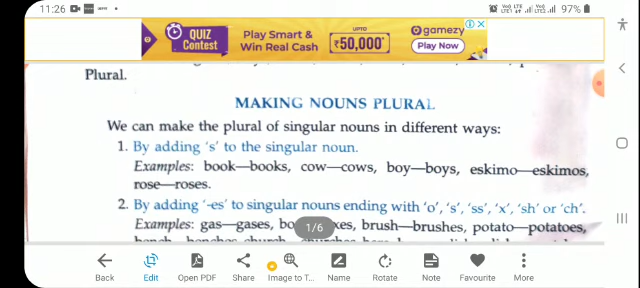 11:26
97%
QUIZ
Contest
Play Smart &
Win Real Cash
UPTO
₹50,000*
gamezy
Play Now
Plural.
MAKING NOUNS PLURAL
We can make the plural of singular nouns in different ways:
1. By adding 's' to the singular noun.
Examples: book—books, cow—cows, boy—boys, eskimo—eskimos,
rose—roses.
2. By adding '-es' to singular nouns ending with 'o', 's', 'ss', 'x', 'sh' or 'ch'.
Examples: gas—gases, brush—brushes, potato—potatoes,
1/6
Back
Edit
Open PDF
Share
Image to T...
Name
Rotate
Note
Favourite
More